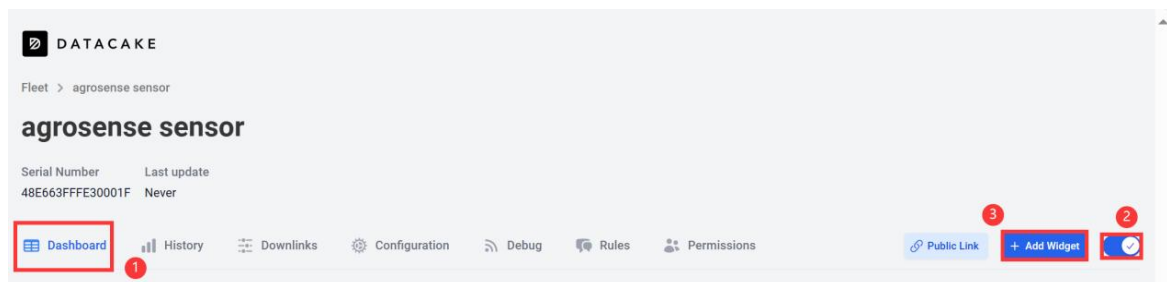 DATACAKE
Fleet > agrosense sensor
agrosense sensor
Serial Number Last update
48E663FFFE30001F Never
3 2
Dashboard History Downlinks Configuration Debug Rules Permissions Public Link + Add Widget
1